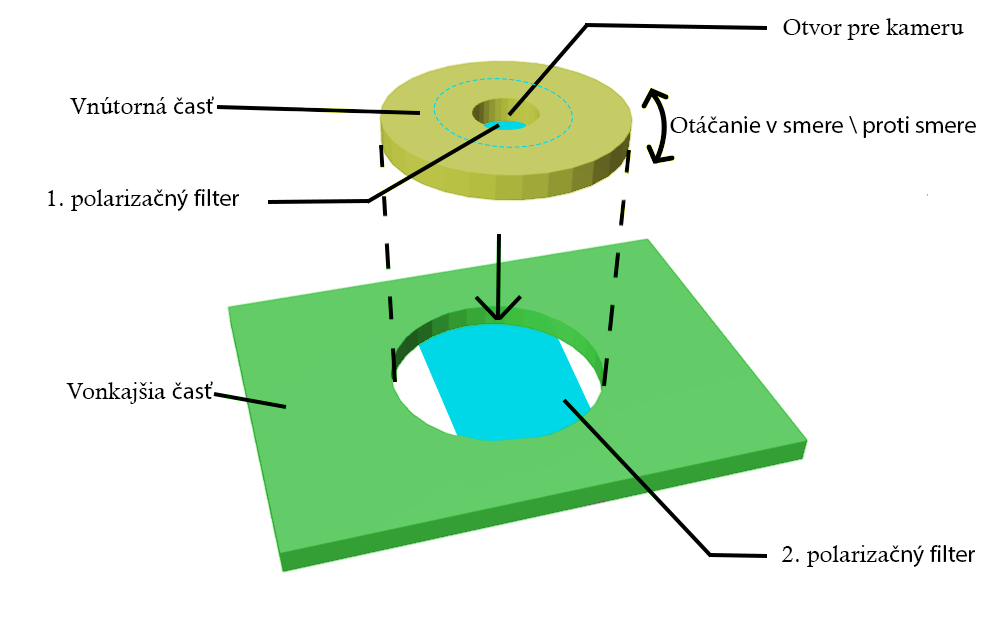 Otvor pre kameru
Vnútorná časť
Otáčanie v smere \ proti smere
1. polarizačný filter
Vonkajšia časť
2. polarizačný filter